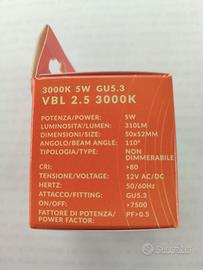 3000K 5W GU5.3
VBL 2.5 3000K
POTENZA/POWER: 5W
LUMINOSITA'/LUMEN: 310LM
DIMENSIONI/SIZE: 50x52MM
ANGOLO/BEAM ANGLE: 110°
TIPOLOGIA/TYPE: NON
DIMMERABILE
CRI: >80
TENSIONE/VOLTAGE: 12V AC/DC
HERTZ: 50/60Hz
ATTACCO/FITTING: GU5.3
ON/OFF: >7500
FATTORE DI POTENZA/ PF>0.5
POWER FACTOR:
Subito